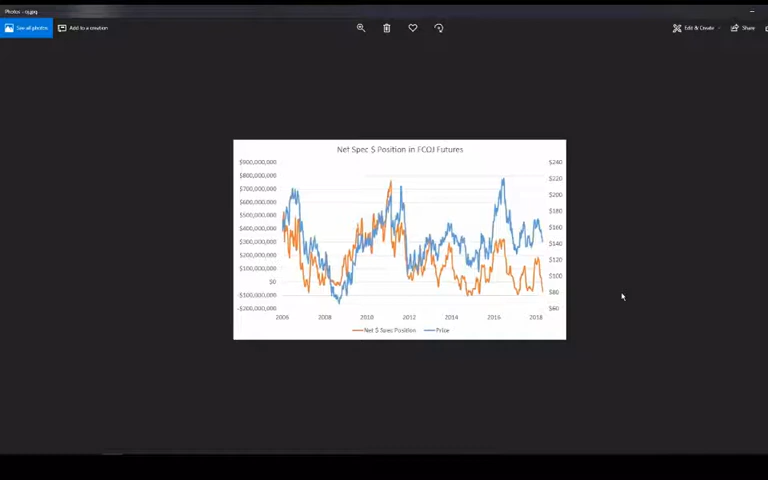 Photos - oj.jpg
See all photos
Add to a creation
Edit & Create
Share
Net Spec $ Position in FCOJ Futures
$900,000,000
$800,000,000
$700,000,000
$600,000,000
$500,000,000
$400,000,000
$300,000,000
$200,000,000
$100,000,000
$0
-$100,000,000
-$200,000,000
$240
$220
$200
$180
$160
$140
$120
$100
$80
$60
2006 2008 2010 2012 2014 2016 2018
Net $ Spec Position Price